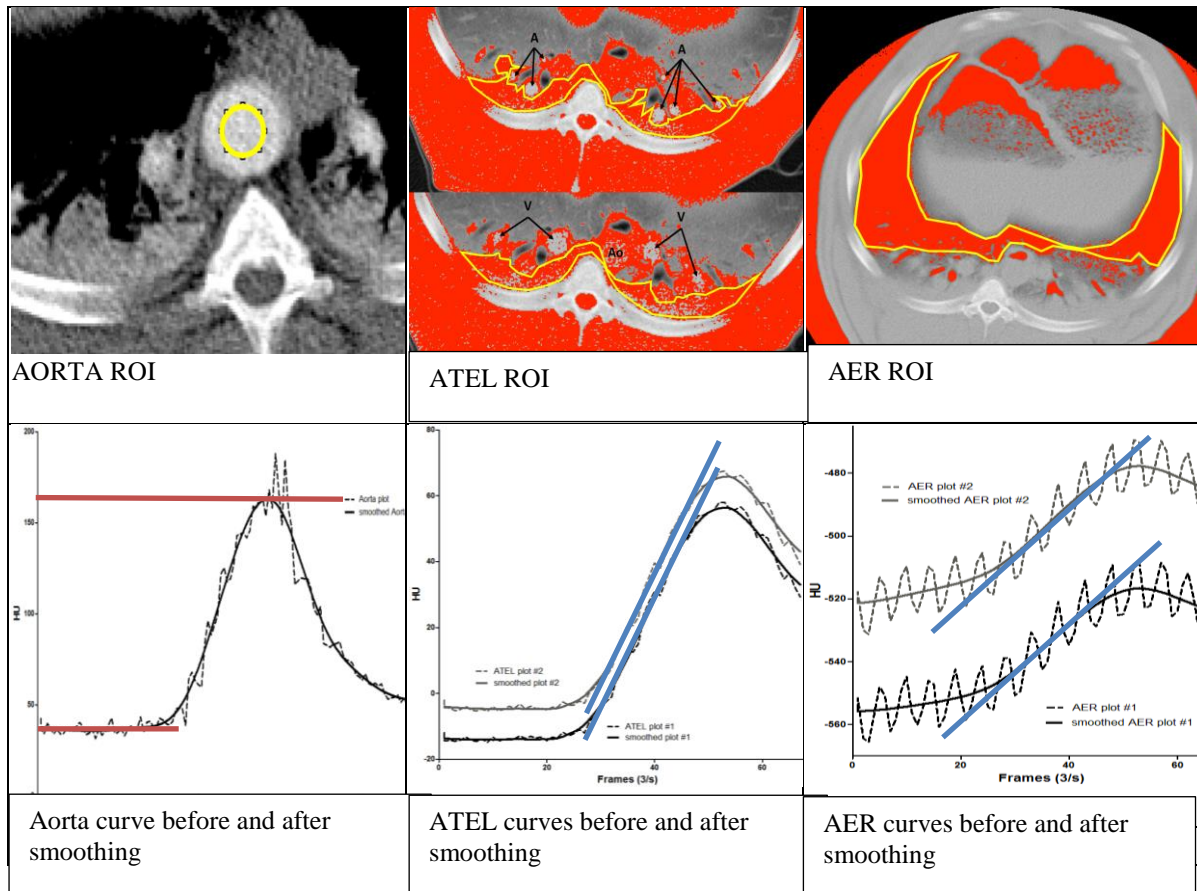 A
A
V
V
Ao
AORTA ROI
ATEL ROI
AER ROI
200
150
100
50
HU
Aorta plot
smoothed Aort
80
60
40
20
0
-20
0
20
40
60
HU
ATEL plot #2
smoothed plot #2
ATEL plot #1
smoothed plot #1
Frames (3/s)
-480
-500
-520
-540
-560
0
20
40
60
HU
AER plot #2
smoothed AER plot #2
AER plot #1
smoothed AER plot #1
Frames (3/s)
Aorta curve before and after
smoothing
ATEL curves before and after
smoothing
AER curves before and after
smoothing